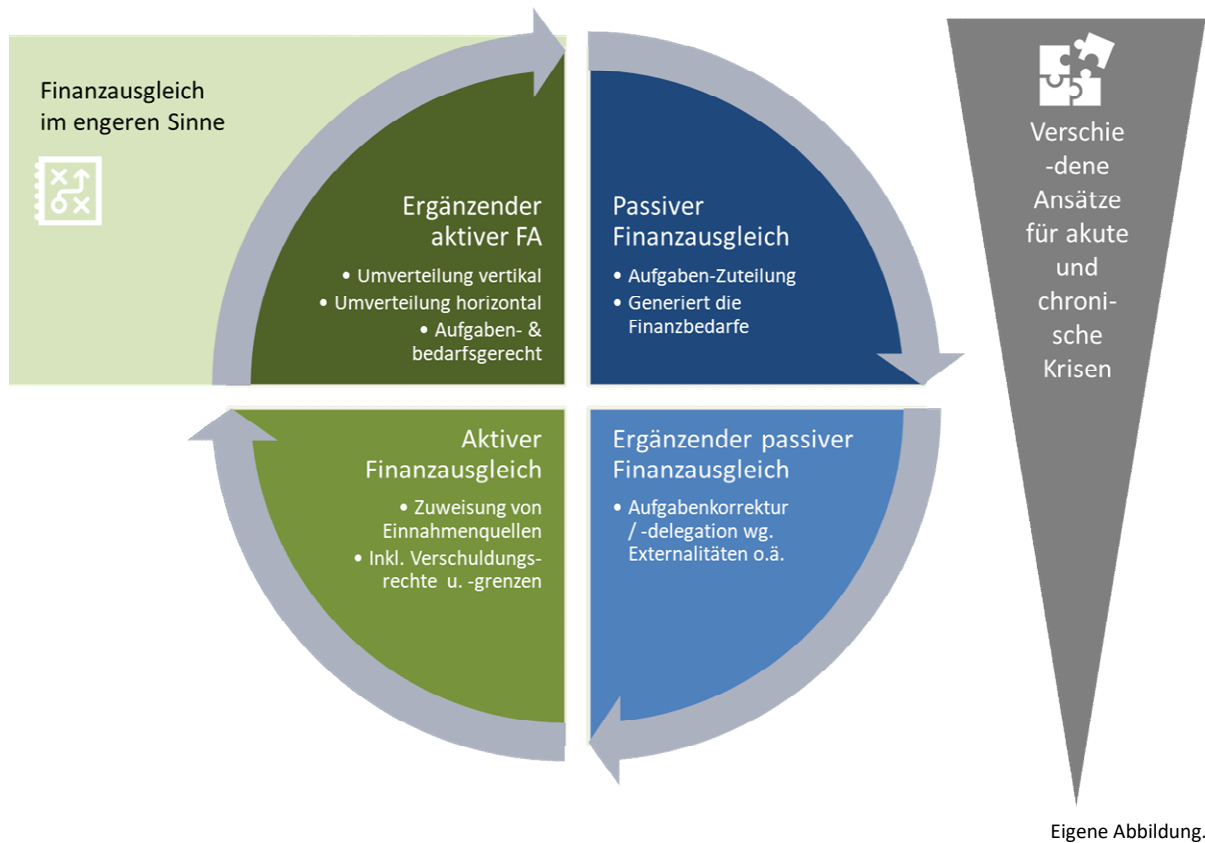 Finanzausgleich
im engeren Sinne
Ergänzender
aktiver FA
• Umverteilung vertikal
• Umverteilung horizontal
• Aufgaben- &
bedarfsgerecht
Passiver
Finanzausgleich
• Aufgaben-Zuteilung
• Generiert die
Finanzbedarfe
Aktiver
Finanzausgleich
• Zuweisung von
Einnahmenquellen
• Inkl. Verschuldungs-
rechte u. -grenzen
Ergänzender passiver
Finanzausgleich
• Aufgabenkorrektur
/ -delegation wg.
Externalitäten o.ä.
Verschie
-dene
Ansätze
für akute
und
chroni-
sche
Krisen
Eigene Abbildung.